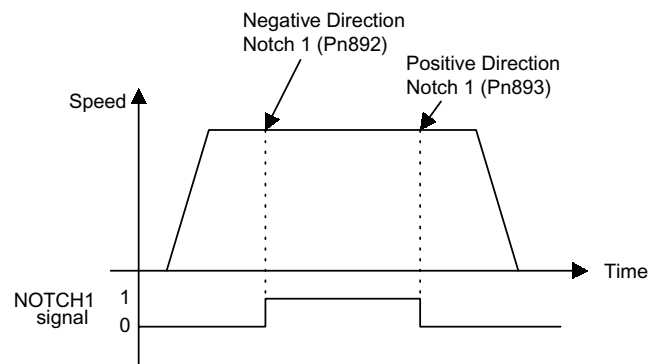 Negative Direction
Notch 1 (Pn892)
Positive Direction
Notch 1 (Pn893)
Speed
Time
NOTCH1
signal
1
0